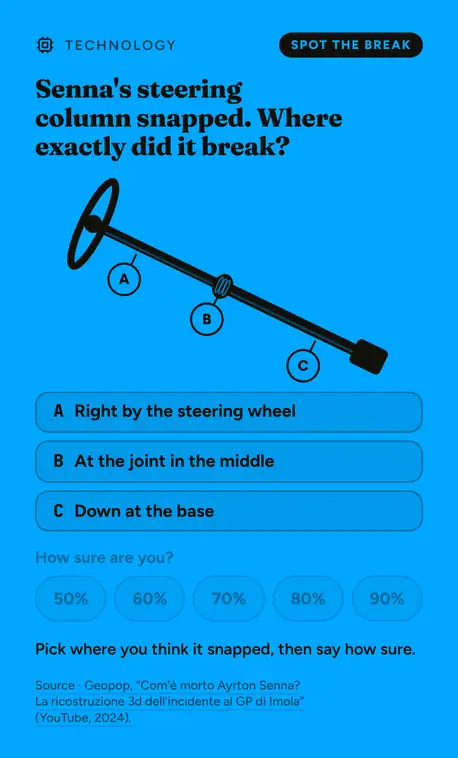 TECHNOLOGY
SPOT THE BREAK
Senna's steering
column snapped. Where
exactly did it break?
A
B
C
A Right by the steering wheel
B At the joint in the middle
C Down at the base
How sure are you?
50% 60% 70% 80% 90%
Pick where you think it snapped, then say how sure.
Source · Geopop, "Com'è morto Ayrton Senna?
La ricostruzione 3d dell'incidente al GP di Imola"
(YouTube, 2024).